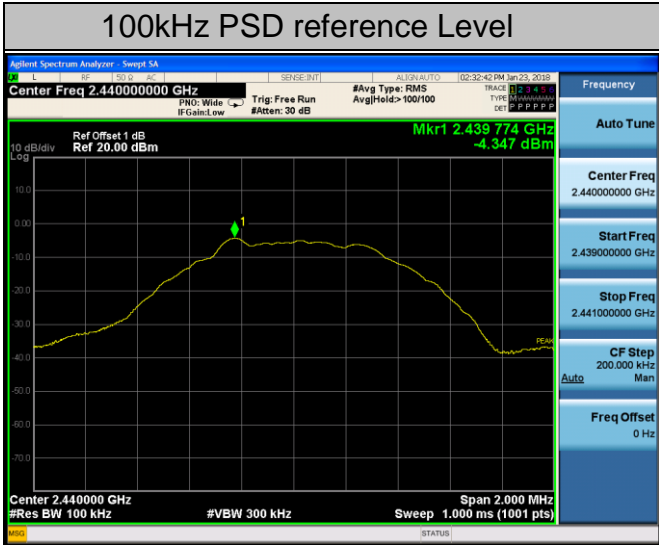 100kHz PSD reference Level
Agilent Spectrum Analyzer - Swept SA
L RF 50 Ω AC SENSE:INT ALIGNAUTO 02:32:42 PM Jan 23, 2018
Center Freq 2.440000000 GHz
PNO: Wide
IFGain:Low
Trig: Free Run
#Atten: 30 dB
#Avg Type: RMS
Avg|Hold:> 100/100
TRACE 1 2 3 4 5 6
TYPE M
DET P P P P P P
Frequency
Ref Offset 1 dB
10 dB/div Ref 20.00 dBm
Log
Mkr1 2.439 774 GHz
-4.347 dBm
10.0
0.00
-10.0
-20.0
-30.0
-40.0
-50.0
-60.0
-70.0
1
PEAK
Center 2.440000 GHz Span 2.000 MHz
#Res BW 100 kHz #VBW 300 kHz Sweep 1.000 ms (1001 pts)
Auto Tune
Center Freq
2.440000000 GHz
Start Freq
2.439000000 GHz
Stop Freq
2.441000000 GHz
CF Step
200.000 kHz
Auto Man
Freq Offset
0 Hz
MSG STATUS